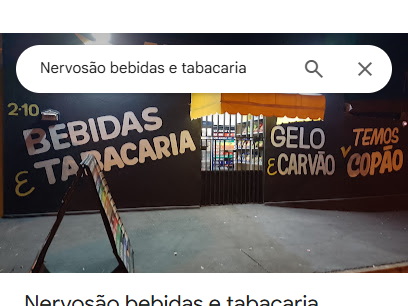 Nervosão bebidas e tabacaria
2·10
BEBIDAS
E TABACARIA
GELO
E CARVÃO
TEMOS
COPÃO
Nervosão bebidas e tabacaria